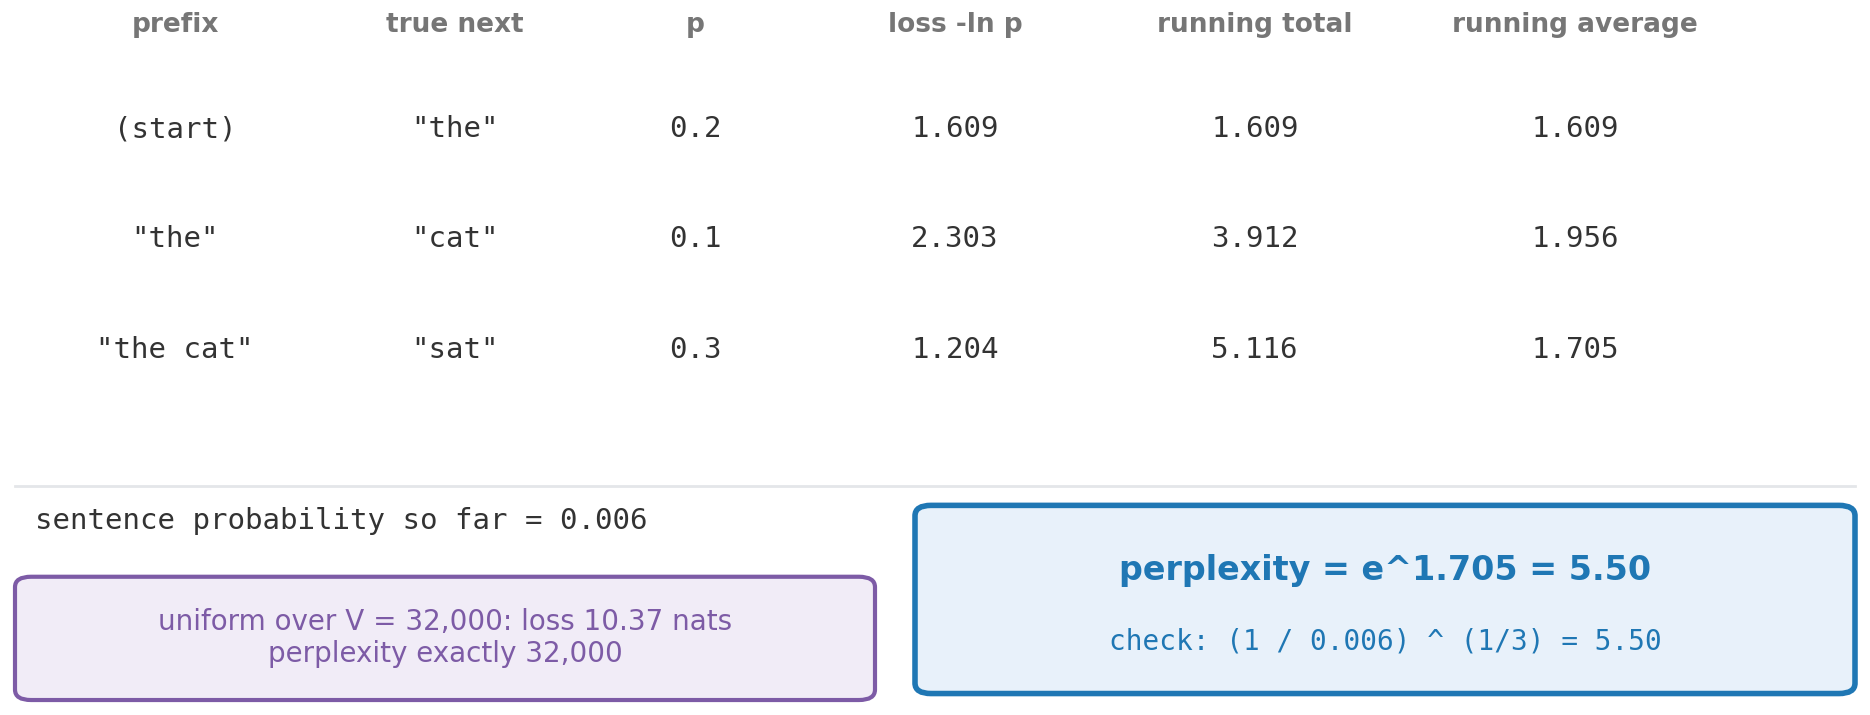 prefix true next p loss -ln p running total running average
(start) "the" 0.2 1.609 1.609 1.609
"the" "cat" 0.1 2.303 3.912 1.956
"the cat" "sat" 0.3 1.204 5.116 1.705
sentence probability so far = 0.006
uniform over V = 32,000: loss 10.37 nats
perplexity exactly 32,000
perplexity = e^1.705 = 5.50
check: (1 / 0.006) ^ (1/3) = 5.50